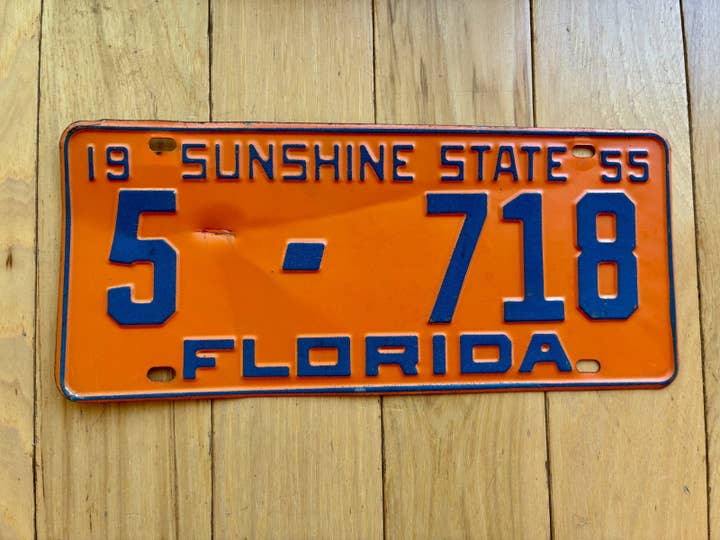 19 SUNSHINE STATE 55
5 - 718
FLORIDA